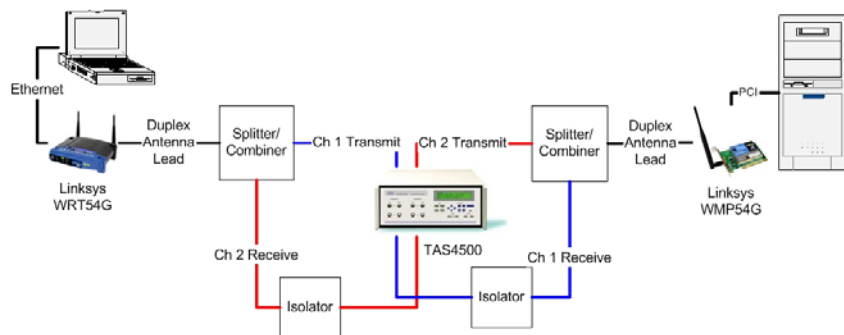 Ethernet
Linksys
WRT54G
Duplex
Antenna
Lead
Splitter/
Combiner
Ch 1 Transmit
Ch 2 Transmit
Splitter/
Combiner
Duplex
Antenna
Lead
PCI
Linksys
WMP54G
TAS4500
Ch 2 Receive
Isolator
Ch 1 Receive
Isolator